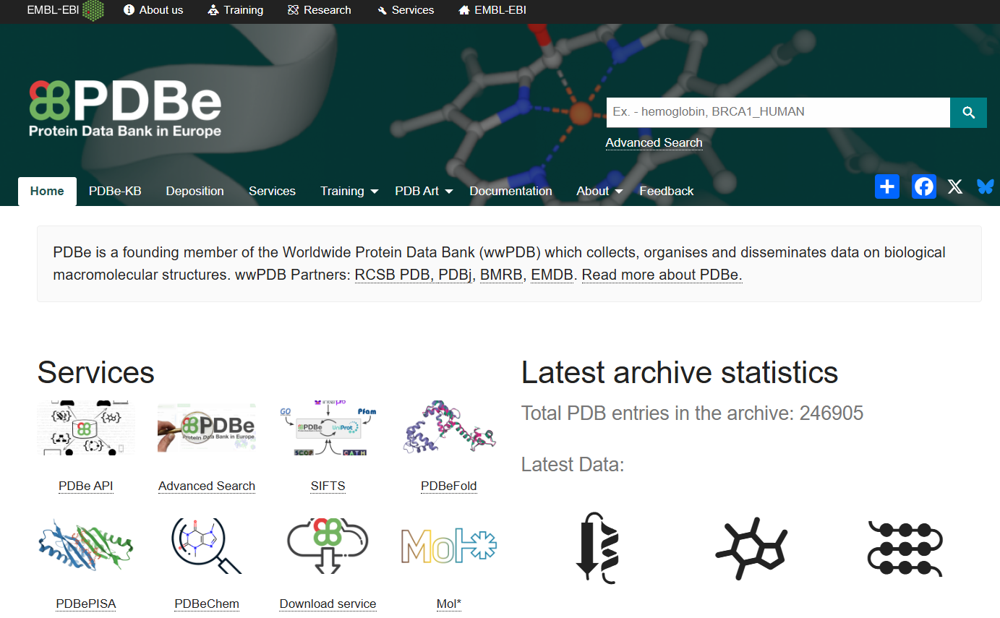 EMBL-EBI About us Training Research Services EMBL-EBI
PDBe
Protein Data Bank in Europe
Ex. - hemoglobin, BRCA1_HUMAN
Advanced Search
Home PDBe-KB Deposition Services Training PDB Art Documentation About Feedback
PDBe is a founding member of the Worldwide Protein Data Bank (wwPDB) which collects, organises and disseminates data on biological
macromolecular structures. wwPDB Partners: RCSB PDB, PDBj, BMRB, EMDB. Read more about PDBe.
Services
Latest archive statistics
Total PDB entries in the archive: 246905
Latest Data:
PDBe
Protein Data Bank in Europe
GO
Pfam
PDBe
UniProt
SCOP
CATH
PDBe API Advanced Search SIFTS PDBeFold
Mol*
PDBePISA PDBeChem Download service Mol*